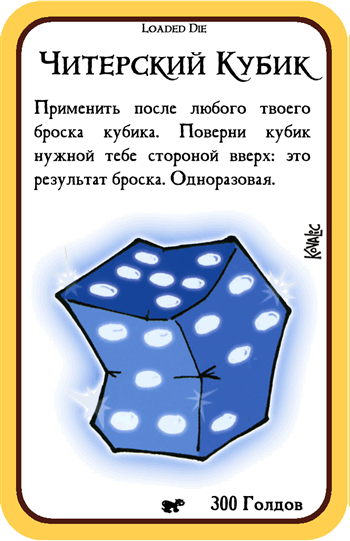 Loaded Die
Читерский Кубик
Применить после любого твоего
броска кубика. Поверни кубик
нужной тебе стороной вверх: это
результат броска. Одноразовая.
Kovalic
300 Голдов